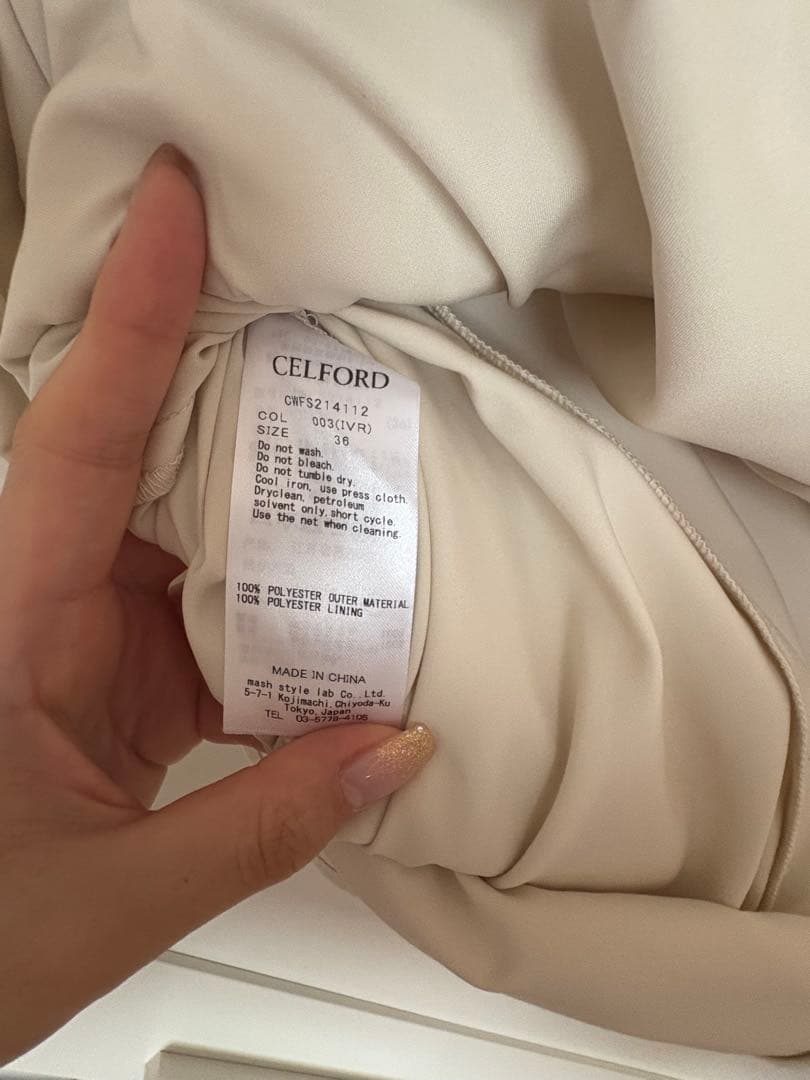 CELFORD
CWFS214112
COL 003(IVR)
SIZE 36
Do not wash.
Do not bleach.
Do not tumble dry.
Cool iron, use press cloth.
Dryclean, petroleum
solvent only, short cycle.
Use the net when cleaning.
100% POLYESTER OUTER MATERIAL
100% POLYESTER LINING
MADE IN CHINA
mash style lab Co., Ltd.
5-7-1 Kojimachi, Chiyoda-Ku
Tokyo, Japan
TEL 03-5778-4106